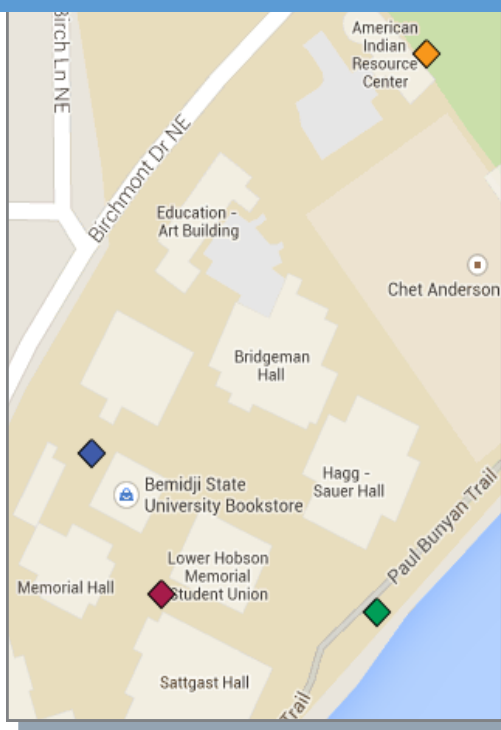 Birch Ln NE
American
Indian
Resource
Center
Birchmont Dr NE
Education -
Art Building
Chet Anderson
Bridgeman
Hall
Hagg -
Sauer Hall
Bemidji State
University Bookstore
Paul Bunyan Trail
Lower Hobson
Memorial
Student Union
Memorial Hall
Sattgast Hall
Trail